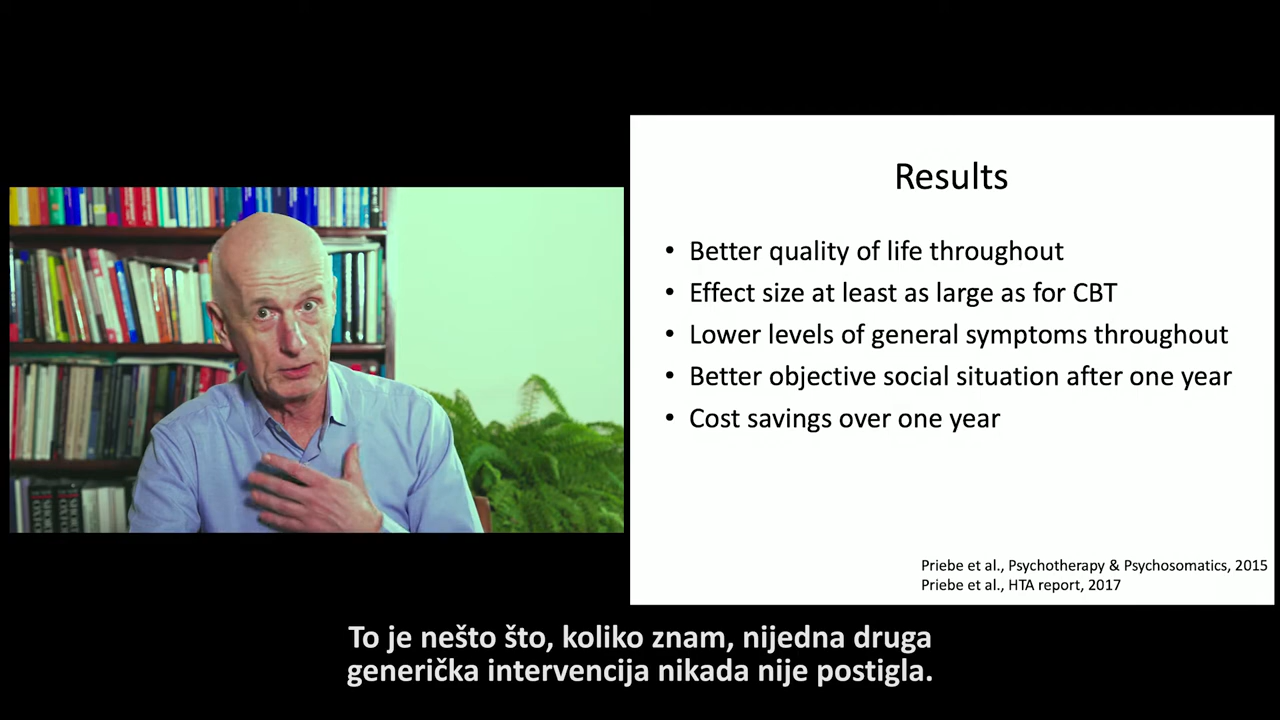 Results
• Better quality of life throughout
• Effect size at least as large as for CBT
• Lower levels of general symptoms throughout
• Better objective social situation after one year
• Cost savings over one year
Priebe et al., Psychotherapy & Psychosomatics, 2015
Priebe et al., HTA report, 2017
To je nešto što, koliko znam, nijedna druga
generička intervencija nikada nije postigla.